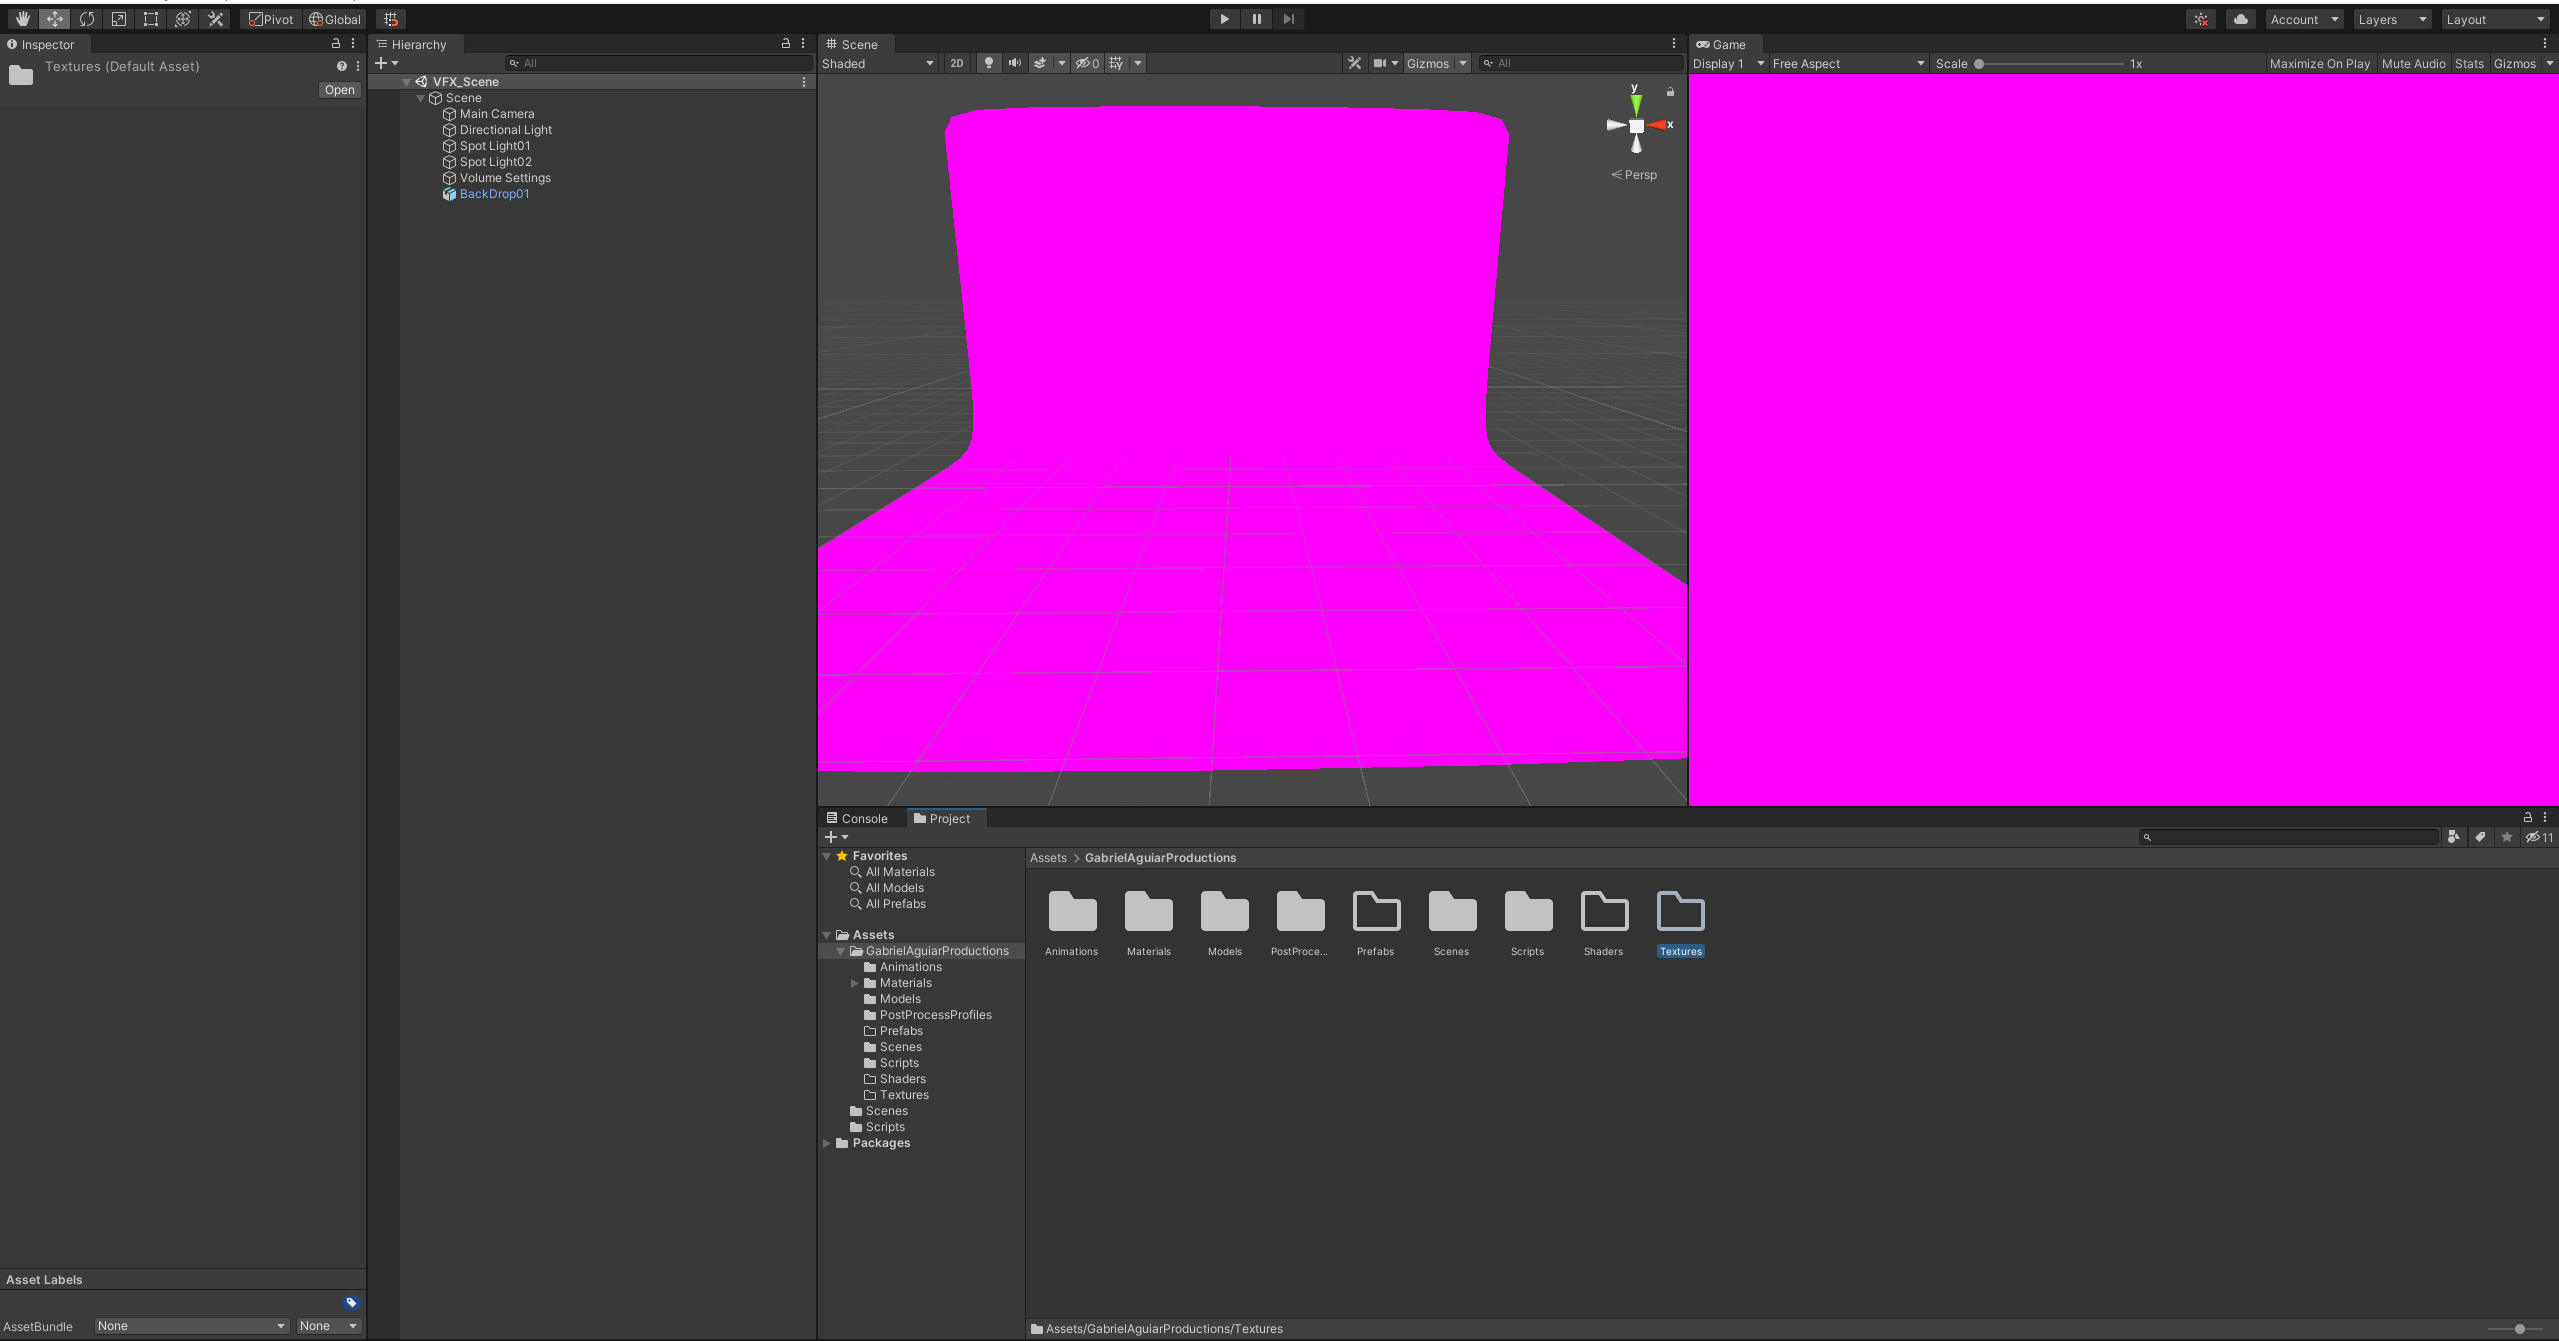 Pivot
Global
Account
Layers
Layout
Inspector
Textures (Default Asset)
Open
Asset Labels
AssetBundle
None
None
Hierarchy
All
VFX_Scene
Scene
Main Camera
Directional Light
Spot Light01
Spot Light02
Volume Settings
BackDrop01
Scene
Shaded
2D
0
Gizmos
All
y
x
Persp
Game
Display 1
Free Aspect
Scale
1x
Maximize On Play
Mute Audio
Stats
Gizmos
Console
Project
11
Favorites
All Materials
All Models
All Prefabs
Assets
GabrielAguiarProductions
Animations
Materials
Models
PostProcessProfiles
Prefabs
Scenes
Scripts
Shaders
Textures
Scenes
Scripts
Packages
Assets > GabrielAguiarProductions
Animations
Materials
Models
PostProce...
Prefabs
Scenes
Scripts
Shaders
Textures
Assets/GabrielAguiarProductions/Textures